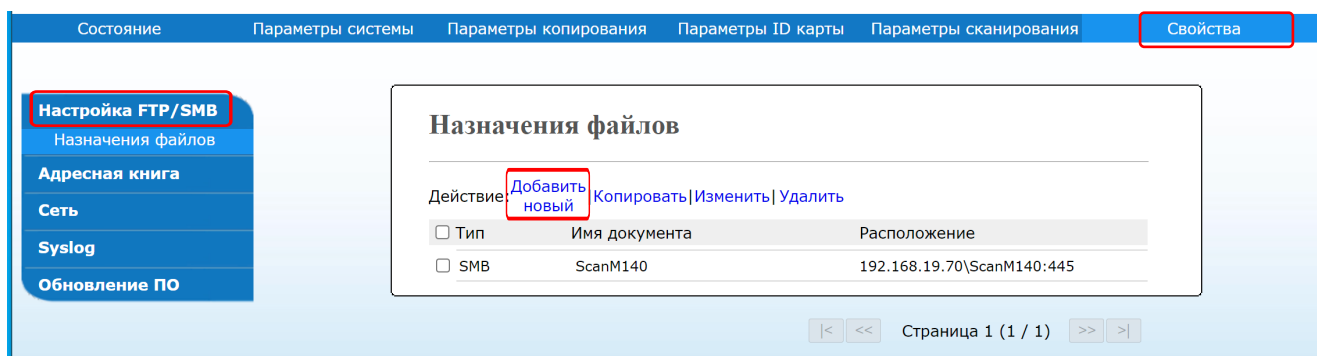 Состояние Параметры системы Параметры копирования Параметры ID карты Параметры сканирования Свойства
Настройка FTP/SMB
Назначения файлов
Адресная книга
Сеть
Syslog
Обновление ПО
Назначения файлов
Действие: Добавить новый |Копировать|Изменить| Удалить
Тип Имя документа Расположение
SMB ScanM140 192.168.19.70\ScanM140:445
|< << Страница 1 (1 / 1) >> >|